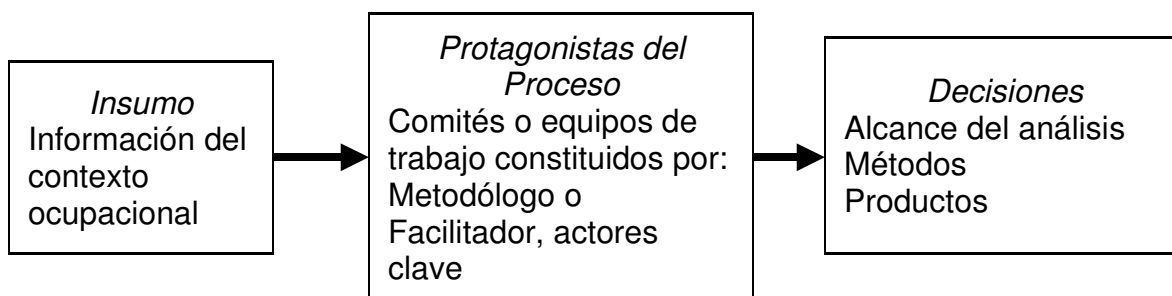 Insumo
Información del
contexto
ocupacional
Protagonistas del
Proceso
Comités o equipos de
trabajo constituidos por:
Metodólogo o
Facilitador, actores
clave
Decisiones
Alcance del análisis
Métodos
Productos